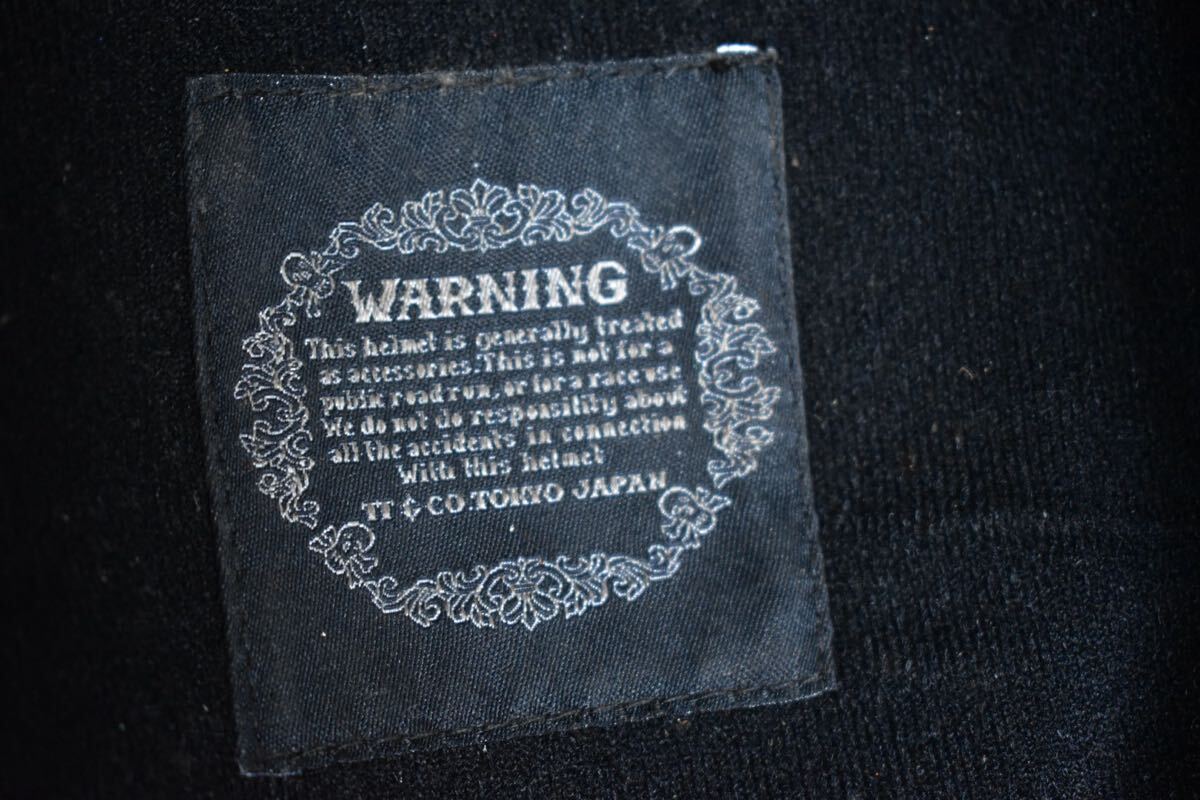 WARNING
This helmet is generally treated
as accessories. This is not for a
public road run, or for a race use
We do not do responsility about
all the accidents in connection
With this helmet
TT & CO. TOKYO JAPAN